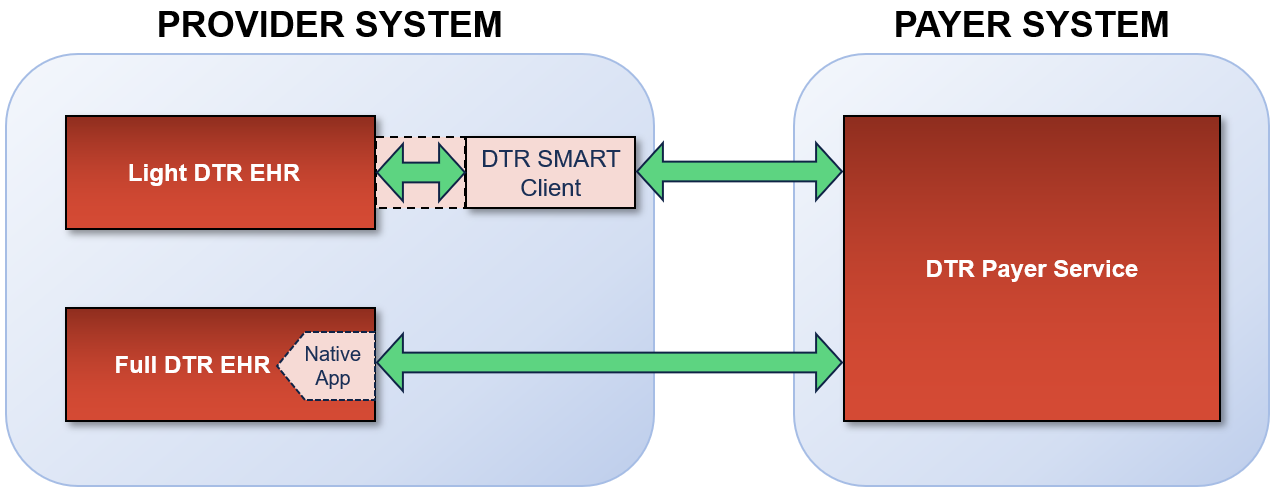 PROVIDER SYSTEM
PAYER SYSTEM
Light DTR EHR
DTR SMART
Client
DTR Payer Service
Full DTR EHR
Native
App